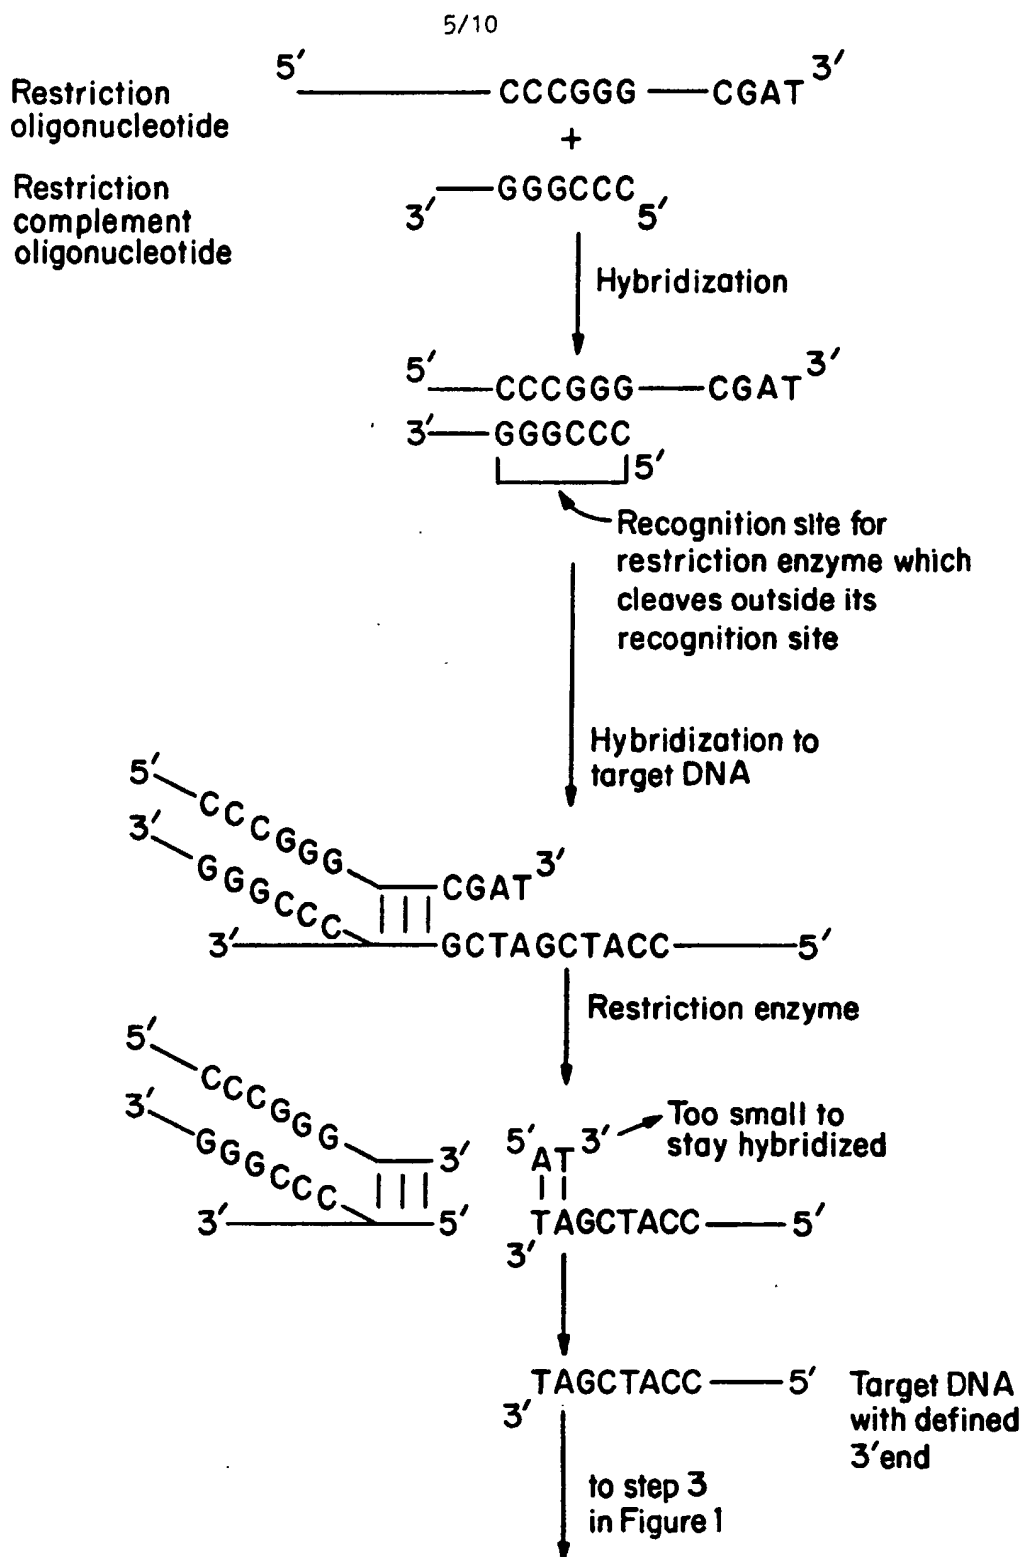 5/10
5′ CCCGGG CGAT 3′
Restriction
oligonucleotide
+
Restriction
complement
oligonucleotide
3′ GGGCCC 5′
Hybridization
5′ CCCGGG CGAT 3′
3′ GGGCCC 5′
Recognition site for
restriction enzyme which
cleaves outside its
recognition site
Hybridization to
target DNA
5′ CCCGGG CGAT 3′
3′ GGGCCC
3′ GCTAGCTACC 5′
Restriction enzyme
5′ CCCGGG 3′
3′ GGGCCC
3′ 5′
5′ AT 3′
Too small to
stay hybridized
3′ TAGCTACC 5′
3′ TAGCTACC 5′
Target DNA
with defined
3′ end
to step 3
in Figure 1